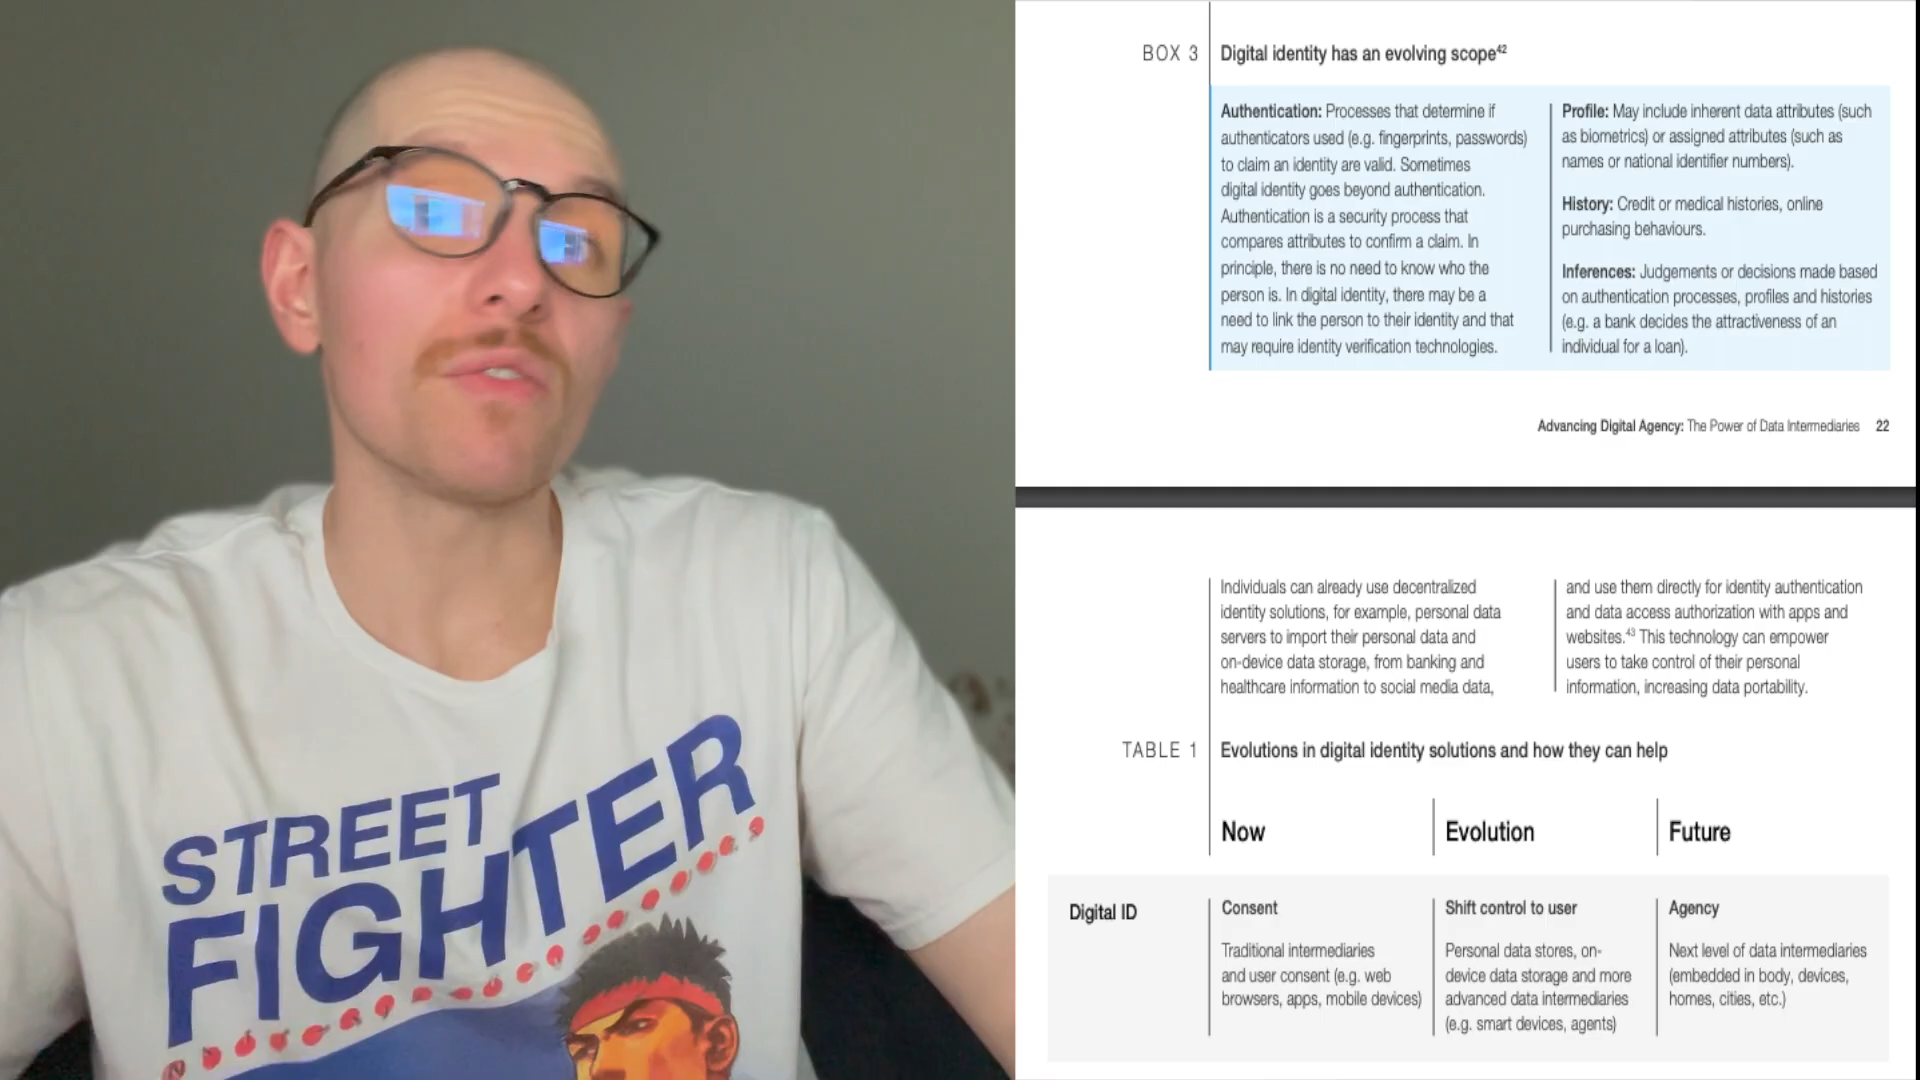 STREET
FIGHTER
BOX 3
Digital identity has an evolving scope42
Authentication: Processes that determine if
authenticators used (e.g. fingerprints, passwords)
to claim an identity are valid. Sometimes
digital identity goes beyond authentication.
Authentication is a security process that
compares attributes to confirm a claim. In
principle, there is no need to know who the
person is. In digital identity, there may be a
need to link the person to their identity and that
may require identity verification technologies.
Profile: May include inherent data attributes (such
as biometrics) or assigned attributes (such as
names or national identifier numbers).
History: Credit or medical histories, online
purchasing behaviours.
Inferences: Judgements or decisions made based
on authentication processes, profiles and histories
(e.g. a bank decides the attractiveness of an
individual for a loan).
Advancing Digital Agency: The Power of Data Intermediaries 22
Individuals can already use decentralized
identity solutions, for example, personal data
servers to import their personal data and
on-device data storage, from banking and
healthcare information to social media data,
and use them directly for identity authentication
and data access authorization with apps and
websites.43 This technology can empower
users to take control of their personal
information, increasing data portability.
TABLE 1
Evolutions in digital identity solutions and how they can help
Now
Evolution
Future
Digital ID
Consent
Traditional intermediaries
and user consent (e.g. web
browsers, apps, mobile devices)
Shift control to user
Personal data stores, on-
device data storage and more
advanced data intermediaries
(e.g. smart devices, agents)
Agency
Next level of data intermediaries
(embedded in body, devices,
homes, cities, etc.)